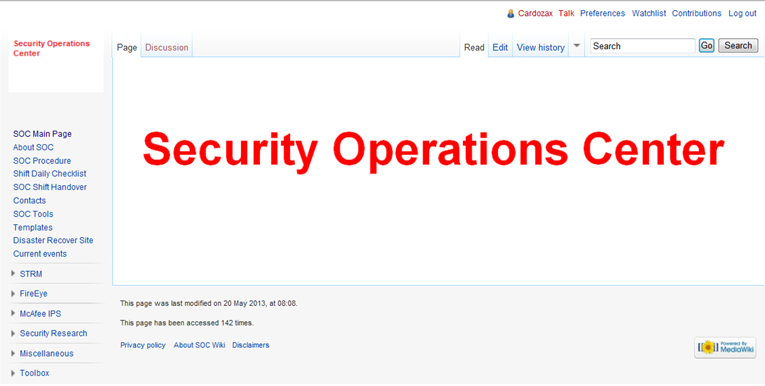 Cardozax Talk Preferences Watchlist Contributions Log out
Security Operations
Center
Page Discussion Read Edit View history Search Go Search
Security Operations Center
SOC Main Page
About SOC
SOC Procedure
Shift Daily Checklist
SOC Shift Handover
Contacts
SOC Tools
Templates
Disaster Recover Site
Current events
STRM
FireEye
McAfee IPS
Security Research
Miscellaneous
Toolbox
This page was last modified on 20 May 2013, at 08:08.
This page has been accessed 142 times.
Privacy policy About SOC Wiki Disclaimers
Powered By
MediaWiki